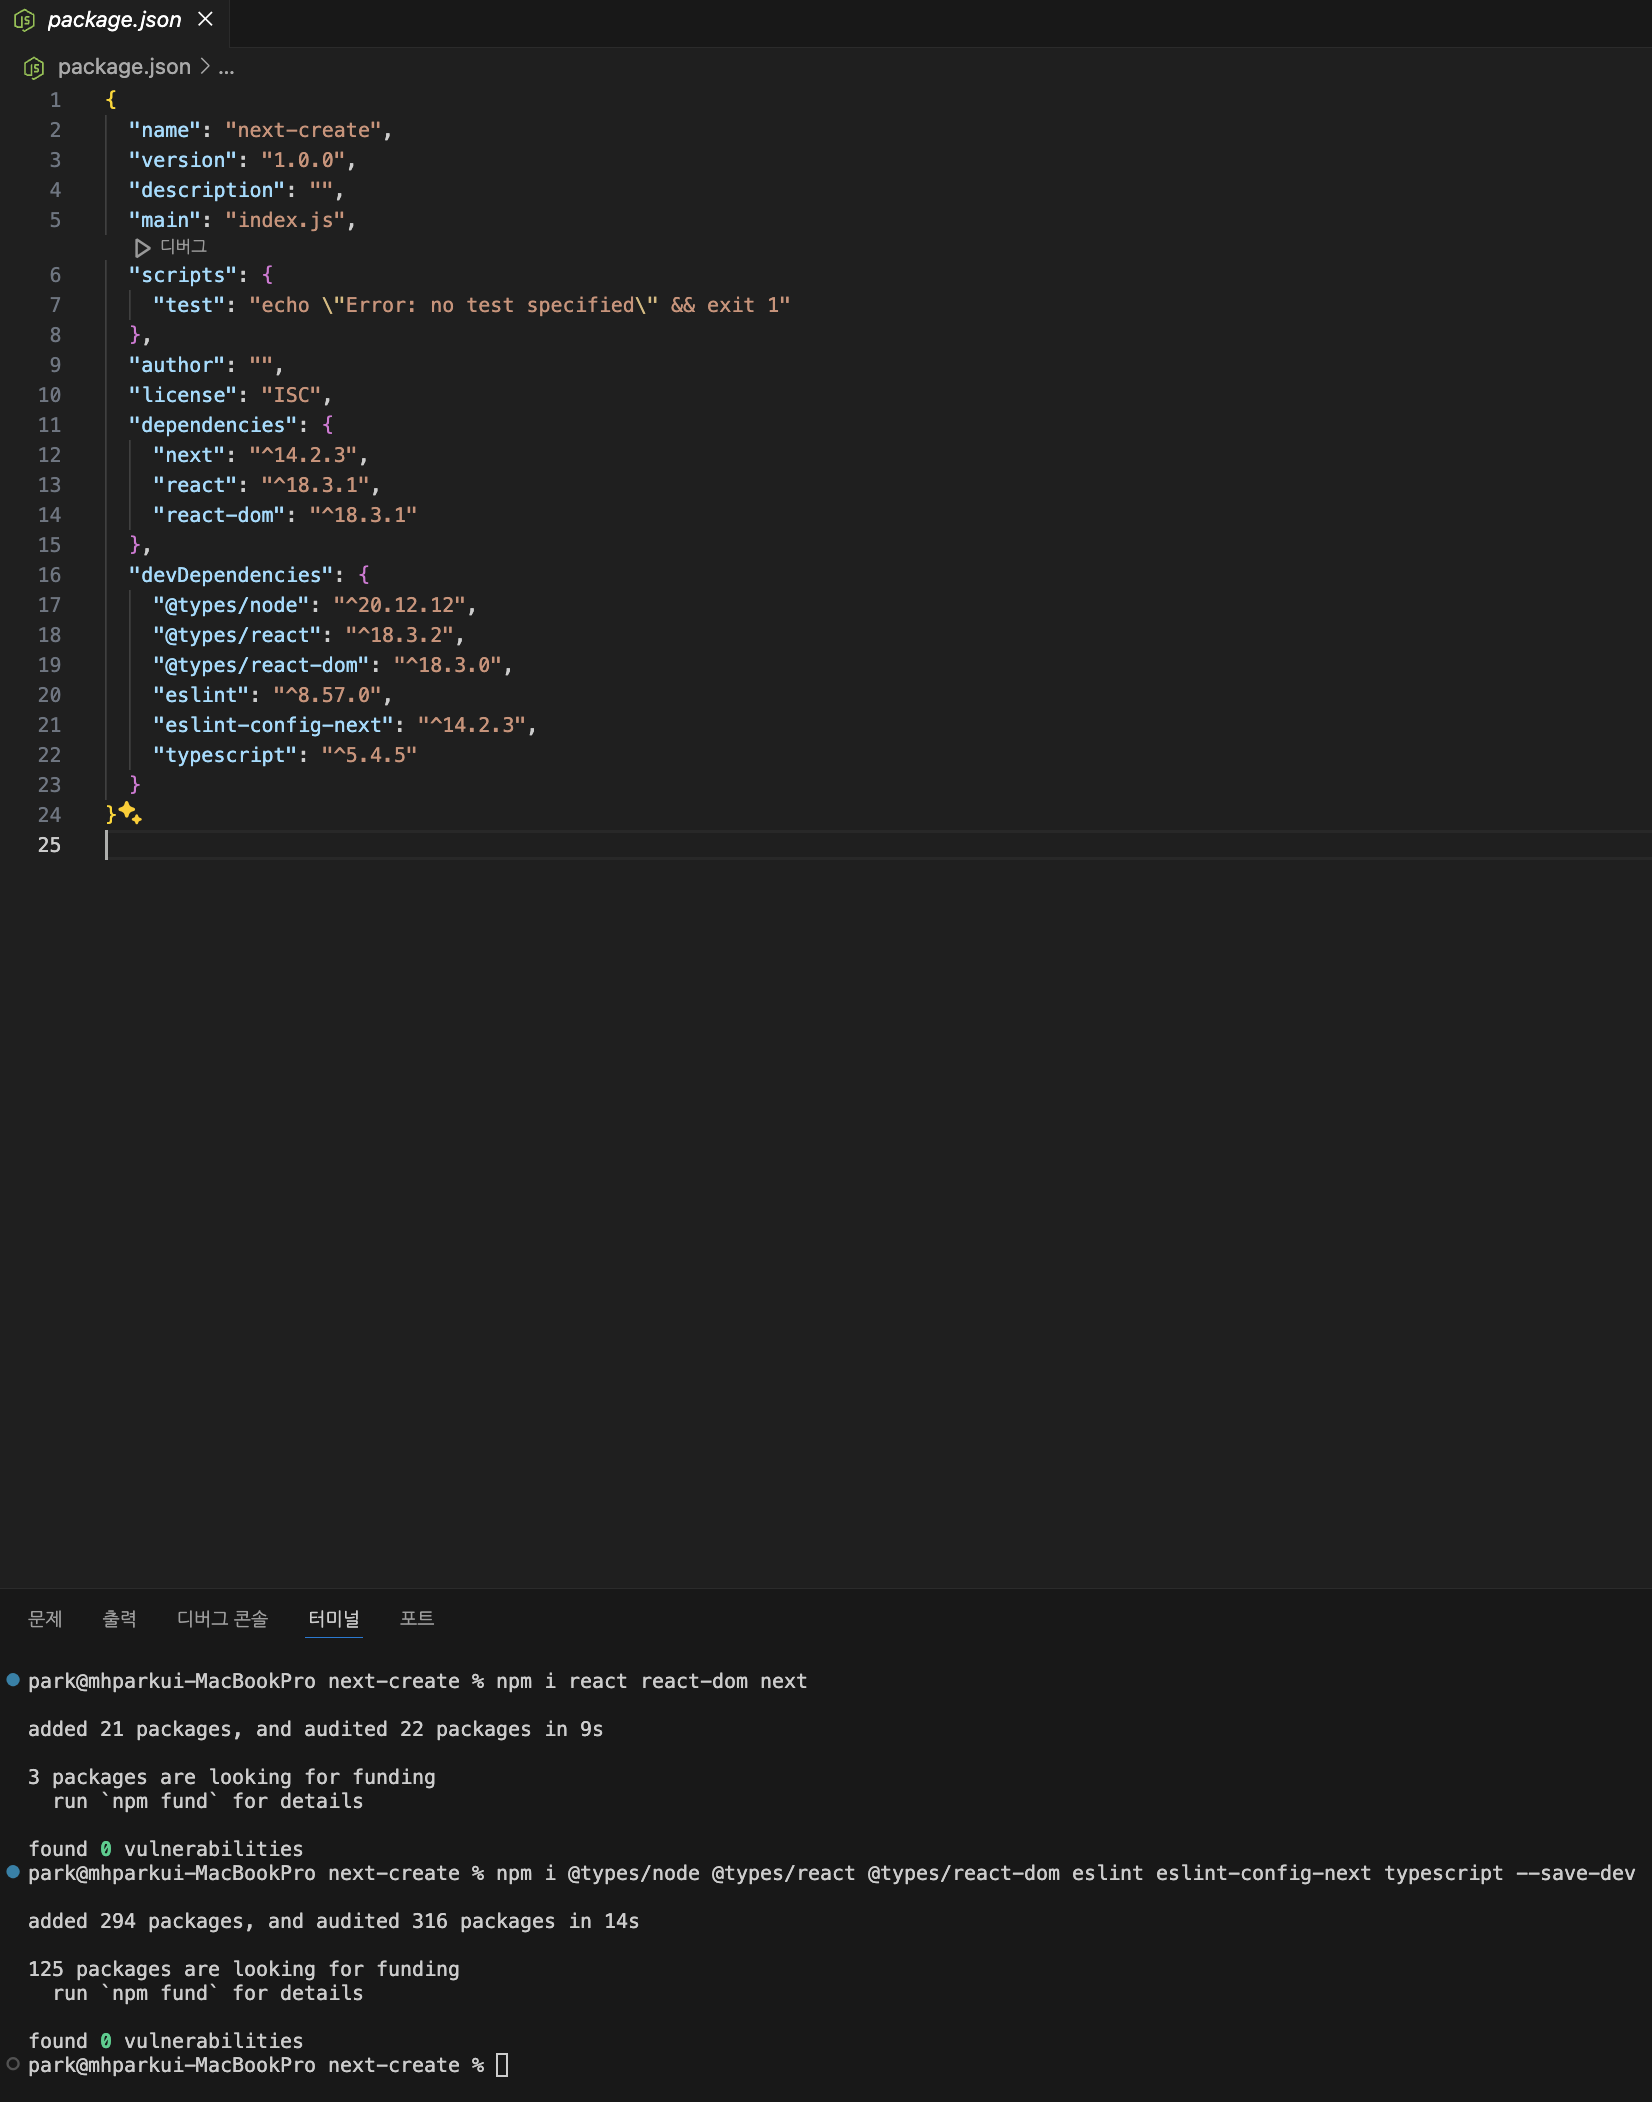 package.json
package.json > ...
1 {
2 "name": "next-create",
3 "version": "1.0.0",
4 "description": "",
5 "main": "index.js",
디버그
6 "scripts": {
7 "test": "echo \"Error: no test specified\" && exit 1"
8 },
9 "author": "",
10 "license": "ISC",
11 "dependencies": {
12 "next": "^14.2.3",
13 "react": "^18.3.1",
14 "react-dom": "^18.3.1"
15 },
16 "devDependencies": {
17 "@types/node": "^20.12.12",
18 "@types/react": "^18.3.2",
19 "@types/react-dom": "^18.3.0",
20 "eslint": "^8.57.0",
21 "eslint-config-next": "^14.2.3",
22 "typescript": "^5.4.5"
23 }
24 }
25
문제 출력 디버그 콘솔 터미널 포트
park@mhparkui-MacBookPro next-create % npm i react react-dom next
added 21 packages, and audited 22 packages in 9s
3 packages are looking for funding
run `npm fund` for details
found 0 vulnerabilities
park@mhparkui-MacBookPro next-create % npm i @types/node @types/react @types/react-dom eslint eslint-config-next typescript --save-dev
added 294 packages, and audited 316 packages in 14s
125 packages are looking for funding
run `npm fund` for details
found 0 vulnerabilities
park@mhparkui-MacBookPro next-create %